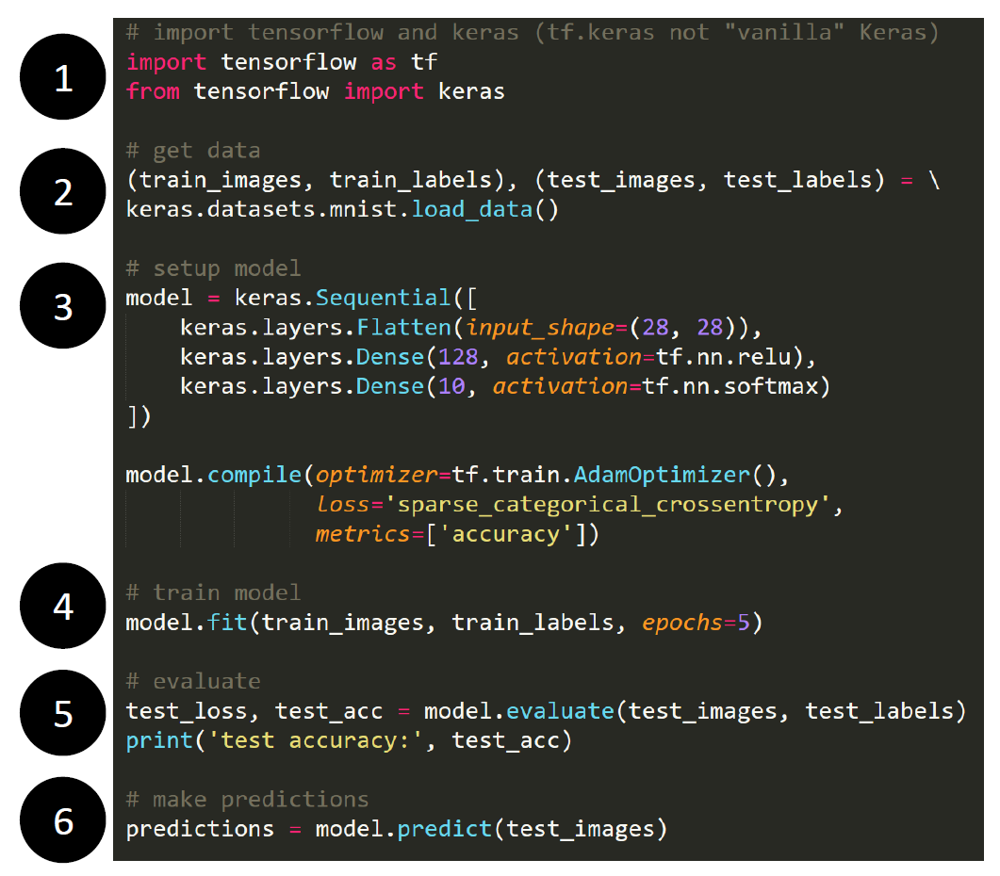 1
# import tensorflow and keras (tf.keras not "vanilla" Keras)
import tensorflow as tf
from tensorflow import keras
2
# get data
(train_images, train_labels), (test_images, test_labels) = \
keras.datasets.mnist.load_data()
3
# setup model
model = keras.Sequential([
    keras.layers.Flatten(input_shape=(28, 28)),
    keras.layers.Dense(128, activation=tf.nn.relu),
    keras.layers.Dense(10, activation=tf.nn.softmax)
])
model.compile(optimizer=tf.train.AdamOptimizer(),
              loss='sparse_categorical_crossentropy',
              metrics=['accuracy'])
4
# train model
model.fit(train_images, train_labels, epochs=5)
5
# evaluate
test_loss, test_acc = model.evaluate(test_images, test_labels)
print('test accuracy:', test_acc)
6
# make predictions
predictions = model.predict(test_images)